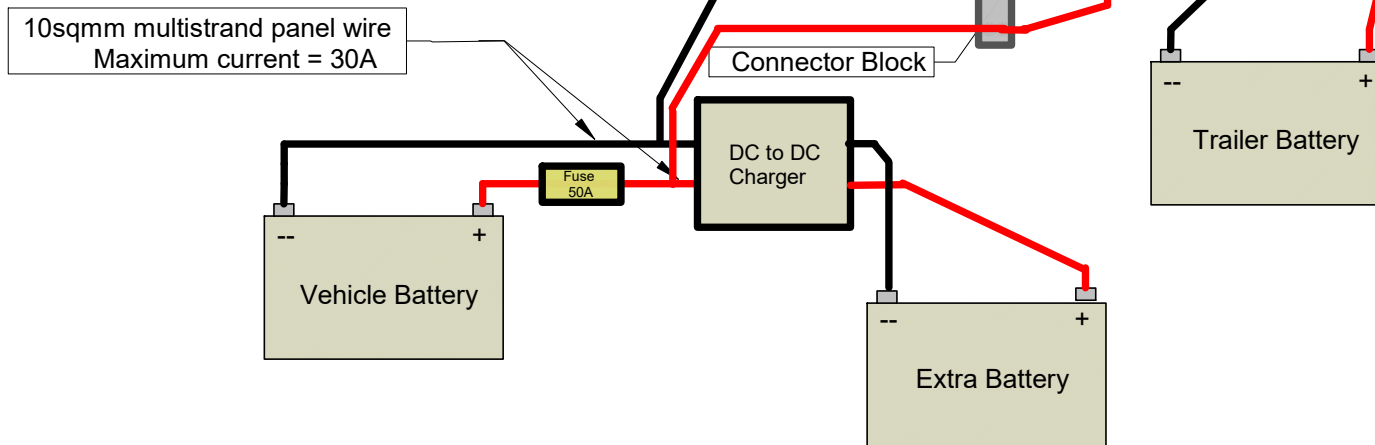 10sqmm multistrand panel wire
Maximum current = 30A
Connector Block
-- +
Trailer Battery
DC to DC
Charger
Fuse
50A
-- +
Vehicle Battery
-- +
Extra Battery